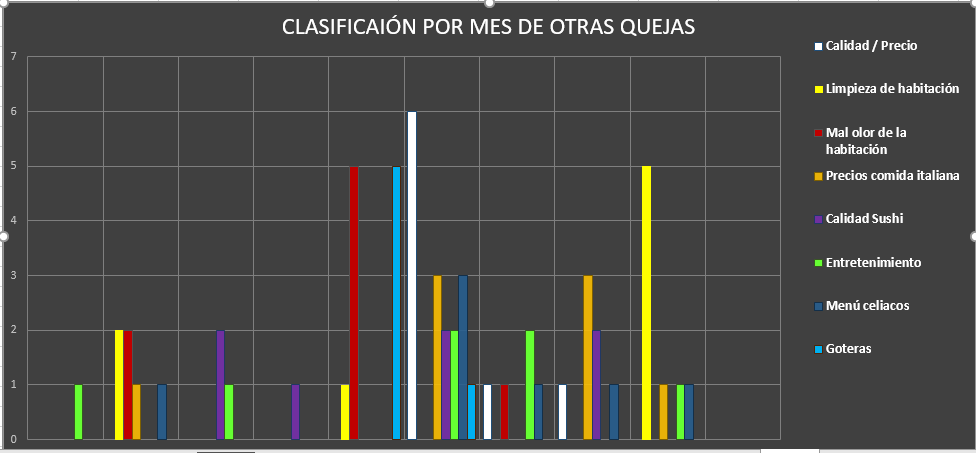 CLASIFICAIÓN POR MES DE OTRAS QUEJAS
7
6
5
4
3
2
1
0
Calidad / Precio
Limpieza de habitación
Mal olor de la
habitación
Precios comida italiana
Calidad Sushi
Entretenimiento
Menú celiacos
Goteras